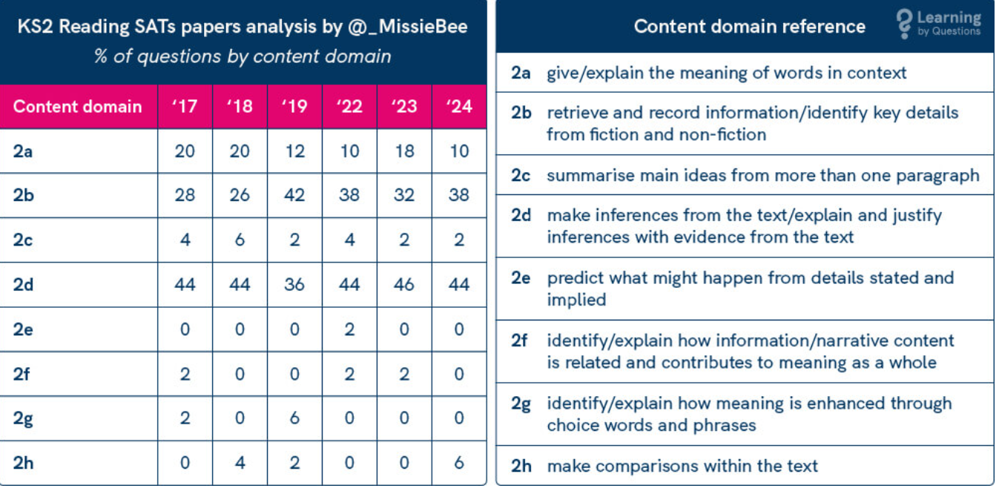 KS2 Reading SATs papers analysis by @_MissieBee
% of questions by content domain
Content domain ‘17 ‘18 ‘19 ‘22 ‘23 ‘24
2a 20 20 12 10 18 10
2b 28 26 42 38 32 38
2c 4 6 2 4 2 2
2d 44 44 36 44 46 44
2e 0 0 0 2 0 0
2f 2 0 0 2 2 0
2g 2 0 6 0 0 0
2h 0 4 2 0 0 6
Content domain reference
Learning
by Questions
2a give/explain the meaning of words in context
2b retrieve and record information/identify key details
from fiction and non-fiction
2c summarise main ideas from more than one paragraph
2d make inferences from the text/explain and justify
inferences with evidence from the text
2e predict what might happen from details stated and
implied
2f identify/explain how information/narrative content
is related and contributes to meaning as a whole
2g identify/explain how meaning is enhanced through
choice words and phrases
2h make comparisons within the text